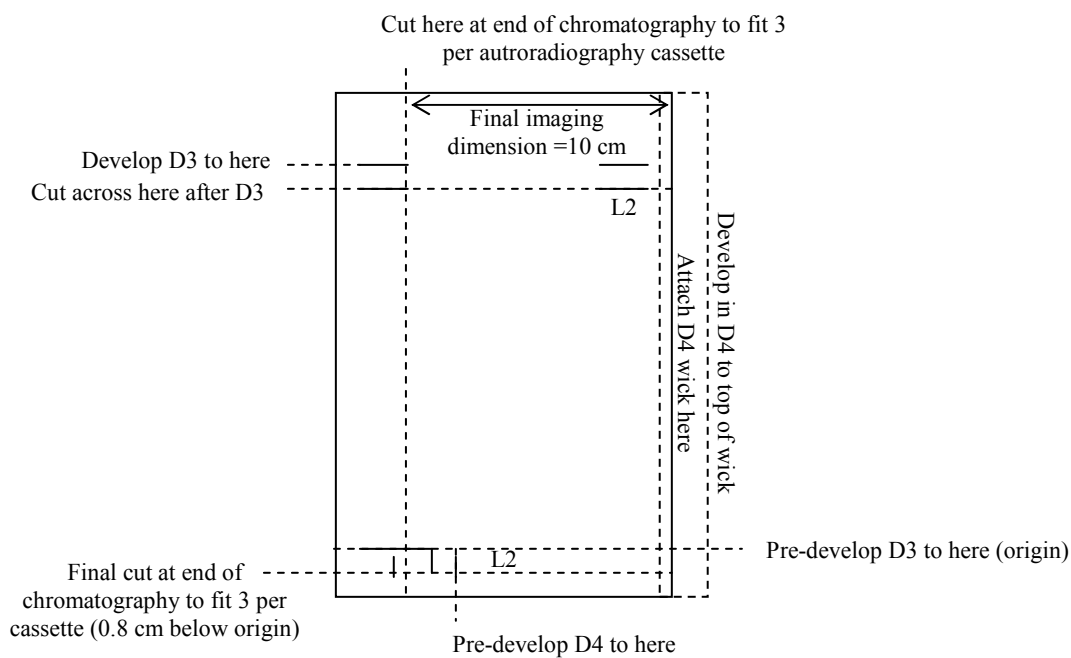 Cut here at end of chromatography to fit 3
per autroradiography cassette
Final imaging
dimension =10 cm
Develop D3 to here
Cut across here after D3
L2
Develop in D4 to top of wick
Attach D4 wick here
L2
Pre-develop D3 to here (origin)
Final cut at end of
chromatography to fit 3 per
cassette (0.8 cm below origin)
Pre-develop D4 to here